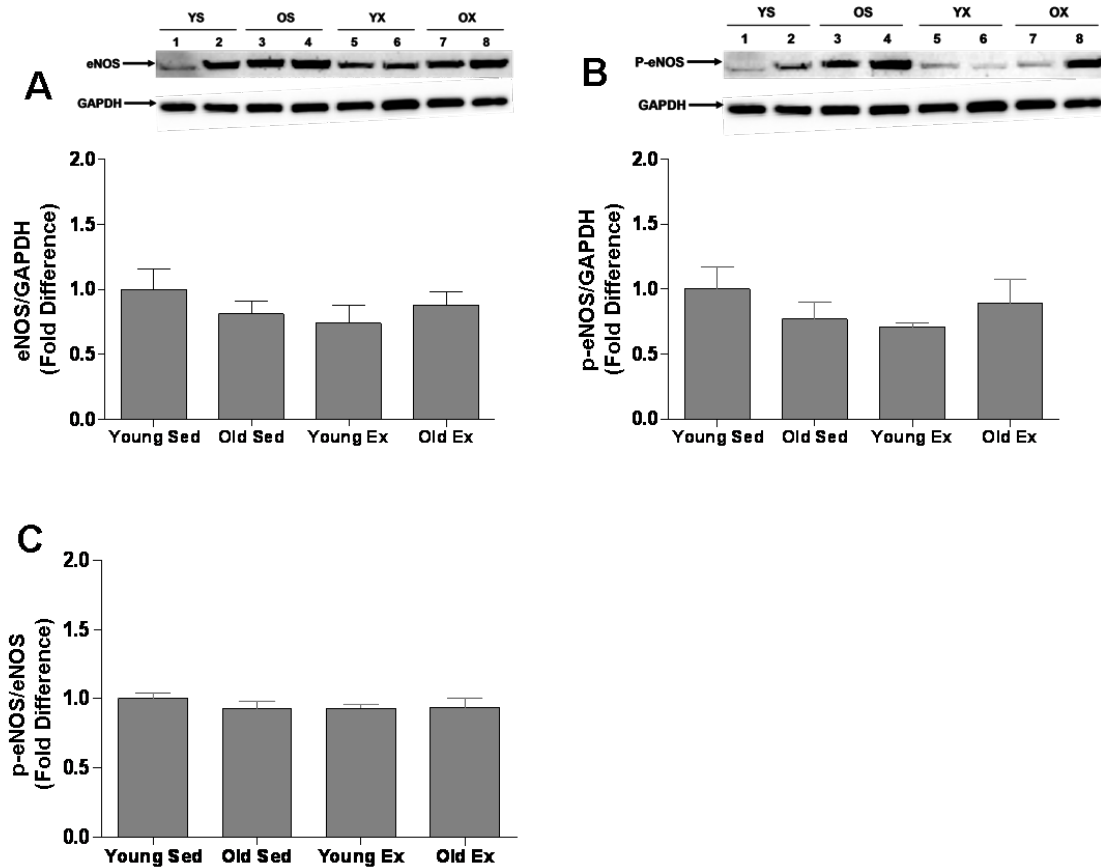 YS OS YX OX
1 2 3 4 5 6 7 8
eNOS
A
GAPDH
2.0
1.5
1.0
0.5
0.0
eNOS/GAPDH
(Fold Difference)
Young Sed Old Sed Young Ex Old Ex
YS OS YX OX
1 2 3 4 5 6 7 8
P-eNOS
B
GAPDH
2.0
1.5
1.0
0.5
0.0
p-eNOS/GAPDH
(Fold Difference)
Young Sed Old Sed Young Ex Old Ex
C
2.0
1.5
1.0
0.5
0.0
p-eNOS/eNOS
(Fold Difference)
Young Sed Old Sed Young Ex Old Ex